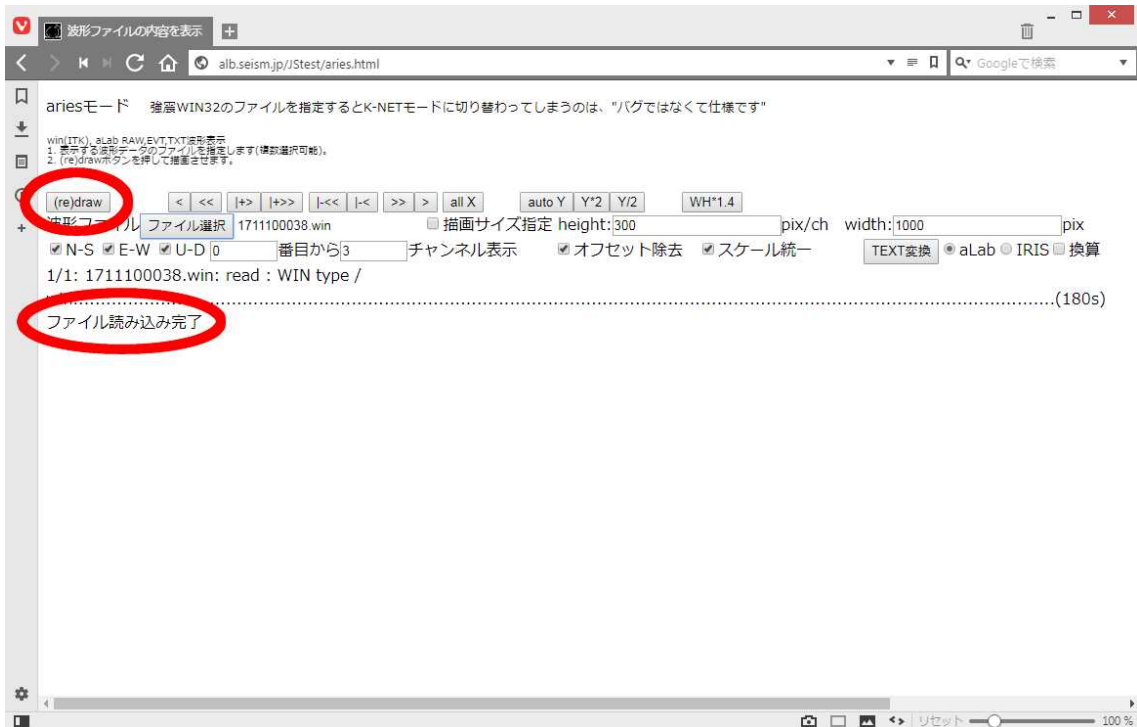 波形ファイルの内容を表示
alb.seism.jp/JStest/aries.html Googleで検索
ariesモード 強震WIN32のファイルを指定するとK-NETモードに切り替わってしまうのは、"バグではなくて仕様です"
win(ITK), aLab RAW,EVT,TXT波形表示
1. 表示する波形データのファイルを指定します(複数選択可能)。
2. (re)drawボタンを押して描画させます。
(re)draw < << |+> |+>> |-<< |-< >> > all X auto Y Y*2 Y/2 WH*1.4
波形ファイル ファイル選択 1711100038.win 描画サイズ指定 height: 300 pix/ch width: 1000 pix
N-S E-W U-D 0 番目から 3 チャンネル表示 オフセット除去 スケール統一 TEXT変換 aLab IRIS 換算
1/1: 1711100038.win: read : WIN type /
(180s)
ファイル読み込み完了
リセット 100 %